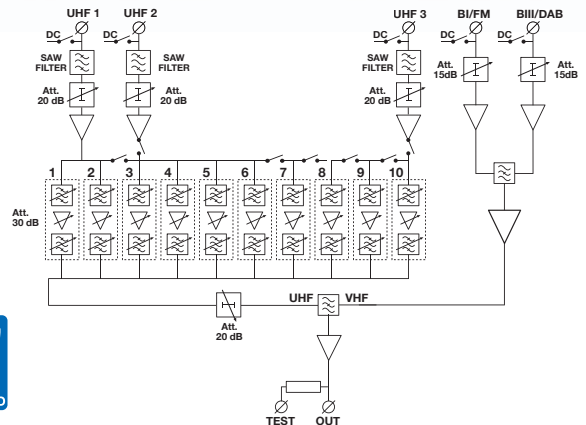 UHF 1
UHF 2
UHF 3
BI/FM
BIII/DAB
DC
DC
DC
DC
DC
SAW
FILTER
SAW
FILTER
SAW
FILTER
Att.
20 dB
Att.
20 dB
Att.
20 dB
Att.
15dB
Att.
15dB
1 2 3 4 5 6 7 8 9 10
Att.
30 dB
UHF
VHF
Att.
20 dB
TEST
OUT